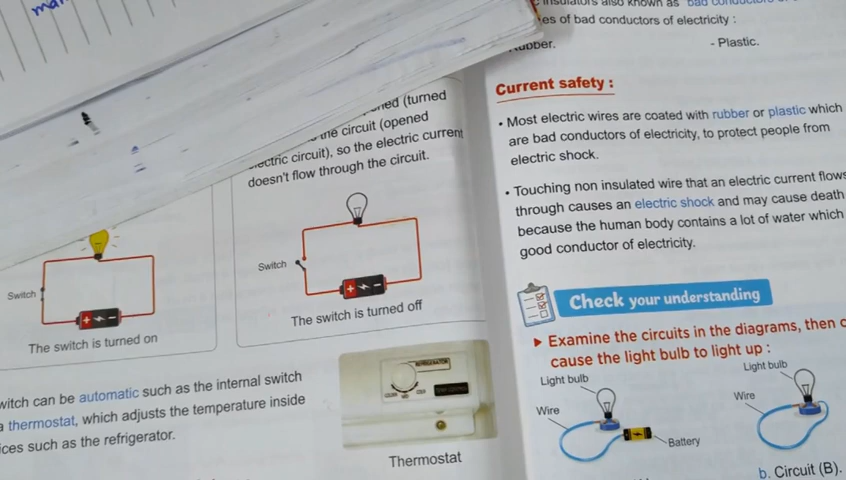 insulators also known as "bad
es of bad conductors of electricity :
Rubber.
- Plastic.
(turned
the circuit (opened
electric circuit), so the electric current
doesn't flow through the circuit.
Switch
The switch is turned on
Switch
The switch is turned off
witch can be automatic such as the internal switch
a thermostat, which adjusts the temperature inside
ices such as the refrigerator.
Thermostat
Current safety :
• Most electric wires are coated with rubber or plastic which
are bad conductors of electricity, to protect people from
electric shock.
• Touching non insulated wire that an electric current flows
through causes an electric shock and may cause death
because the human body contains a lot of water which
good conductor of electricity.
Check your understanding
Examine the circuits in the diagrams, then
cause the light bulb to light up :
Light bulb
Wire
Battery
Light bulb
Wire
b. Circuit (B).